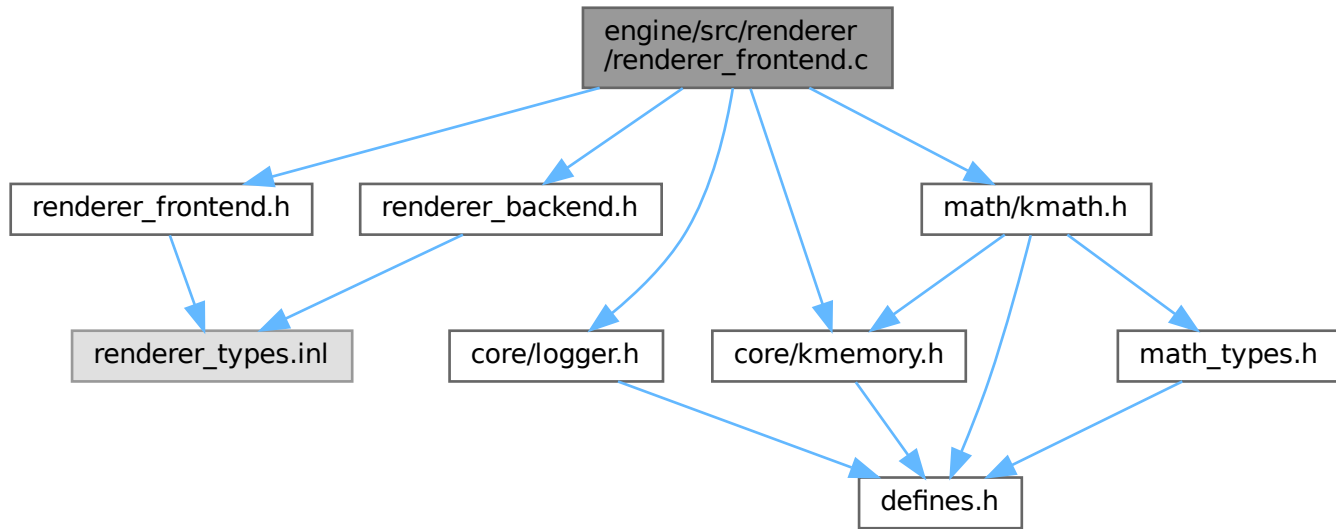 engine/src/renderer
/renderer_frontend.c
renderer_frontend.h
renderer_backend.h
math/kmath.h
renderer_types.inl
core/logger.h
core/kmemory.h
math_types.h
defines.h